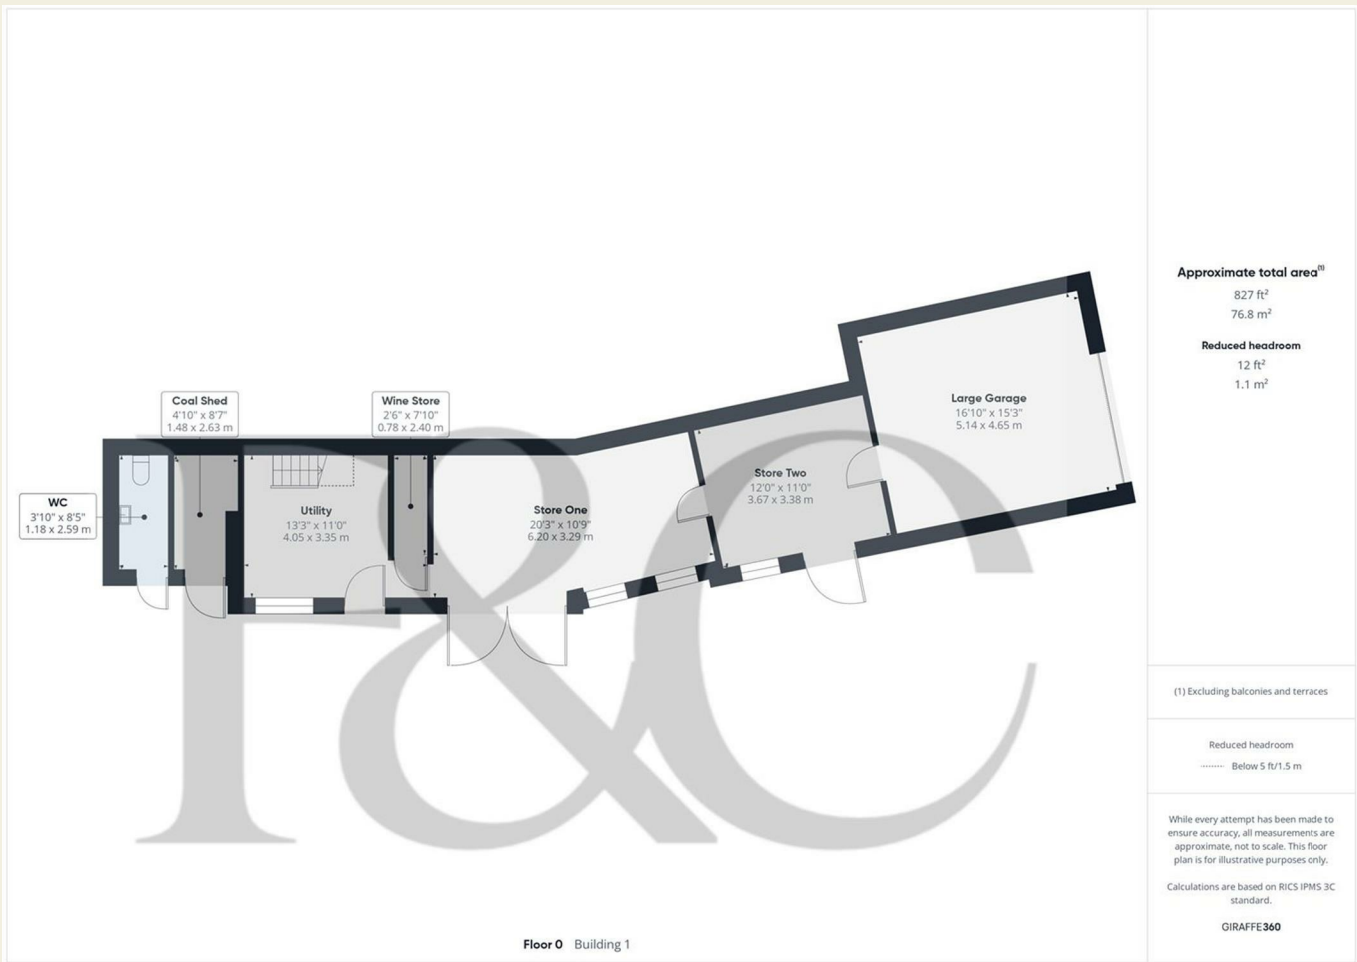 Coal Shed
4'10" x 8'7"
1.48 x 2.63 m
Wine Store
2'6" x 7'10"
0.78 x 2.40 m
WC
3'10" x 8'5"
1.18 x 2.59 m
Utility
13'3" x 11'0"
4.05 x 3.35 m
Store One
20'3" x 10'9"
6.20 x 3.29 m
Store Two
12'0" x 11'0"
3.67 x 3.38 m
Large Garage
16'10" x 15'3"
5.14 x 4.65 m
F&C
Floor 0 Building 1
Approximate total area(1)
827 ft²
76.8 m²
Reduced headroom
12 ft²
1.1 m²
(1) Excluding balconies and terraces
Reduced headroom
Below 5 ft/1.5 m
While every attempt has been made to
ensure accuracy, all measurements are
approximate, not to scale. This floor
plan is for illustrative purposes only.
Calculations are based on RICS IPMS 3C
standard.
GIRAFFE360